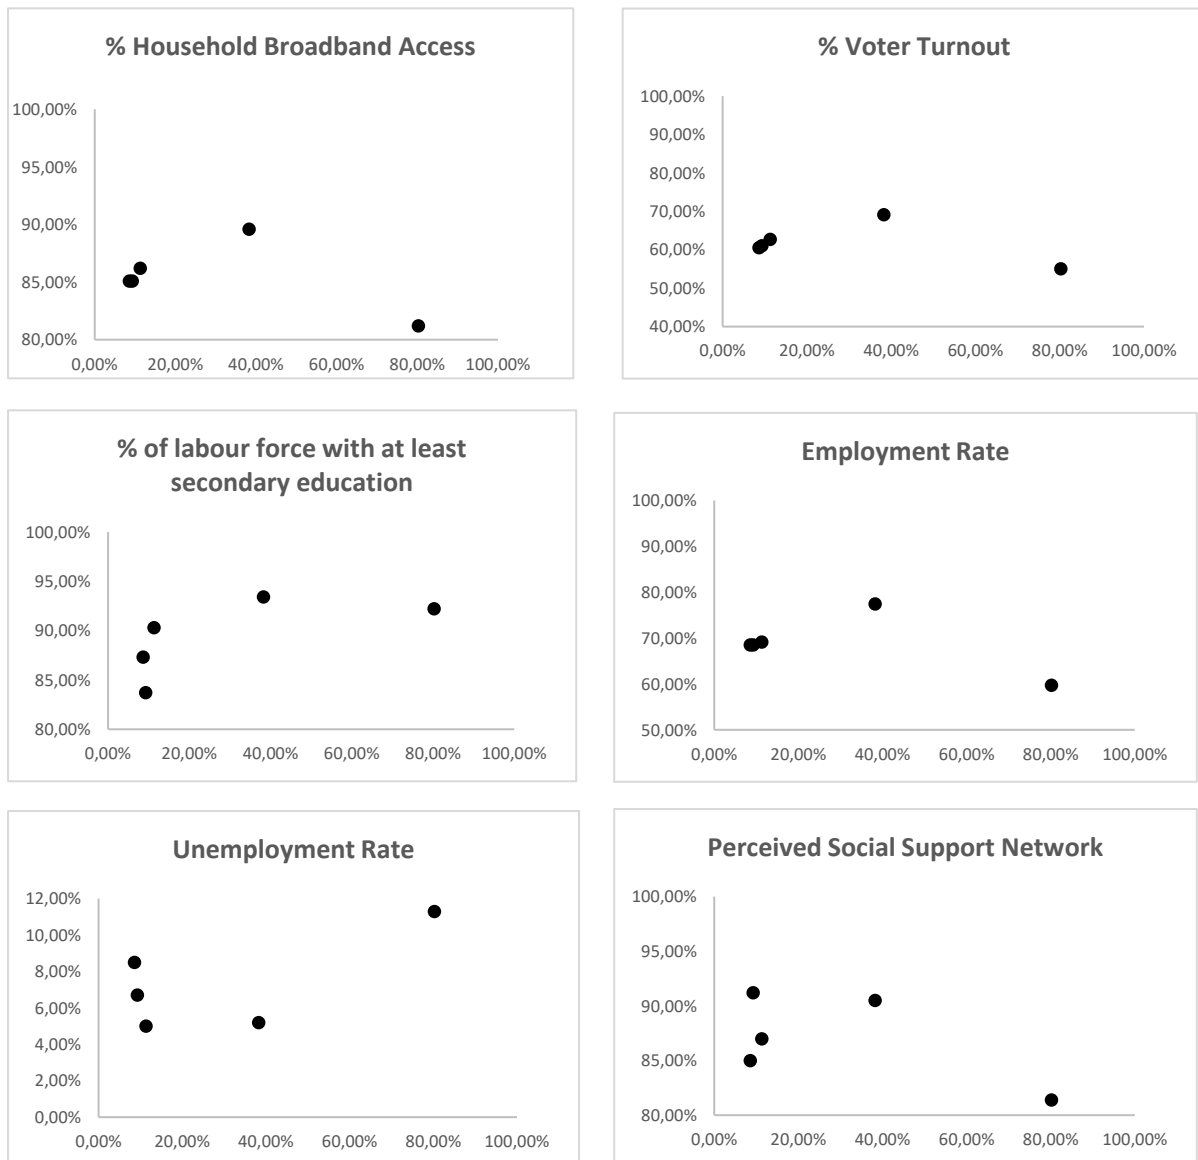 % Household Broadband Access
100,00%
95,00%
90,00%
85,00%
80,00%
0,00% 20,00% 40,00% 60,00% 80,00% 100,00%
% Voter Turnout
100,00%
90,00%
80,00%
70,00%
60,00%
50,00%
40,00%
0,00% 20,00% 40,00% 60,00% 80,00% 100,00%
% of labour force with at least
secondary education
100,00%
95,00%
90,00%
85,00%
80,00%
0,00% 20,00% 40,00% 60,00% 80,00% 100,00%
Employment Rate
100,00%
90,00%
80,00%
70,00%
60,00%
50,00%
0,00% 20,00% 40,00% 60,00% 80,00% 100,00%
Unemployment Rate
12,00%
10,00%
8,00%
6,00%
4,00%
2,00%
0,00%
0,00% 20,00% 40,00% 60,00% 80,00% 100,00%
Perceived Social Support Network
100,00%
95,00%
90,00%
85,00%
80,00%
0,00% 20,00% 40,00% 60,00% 80,00% 100,00%